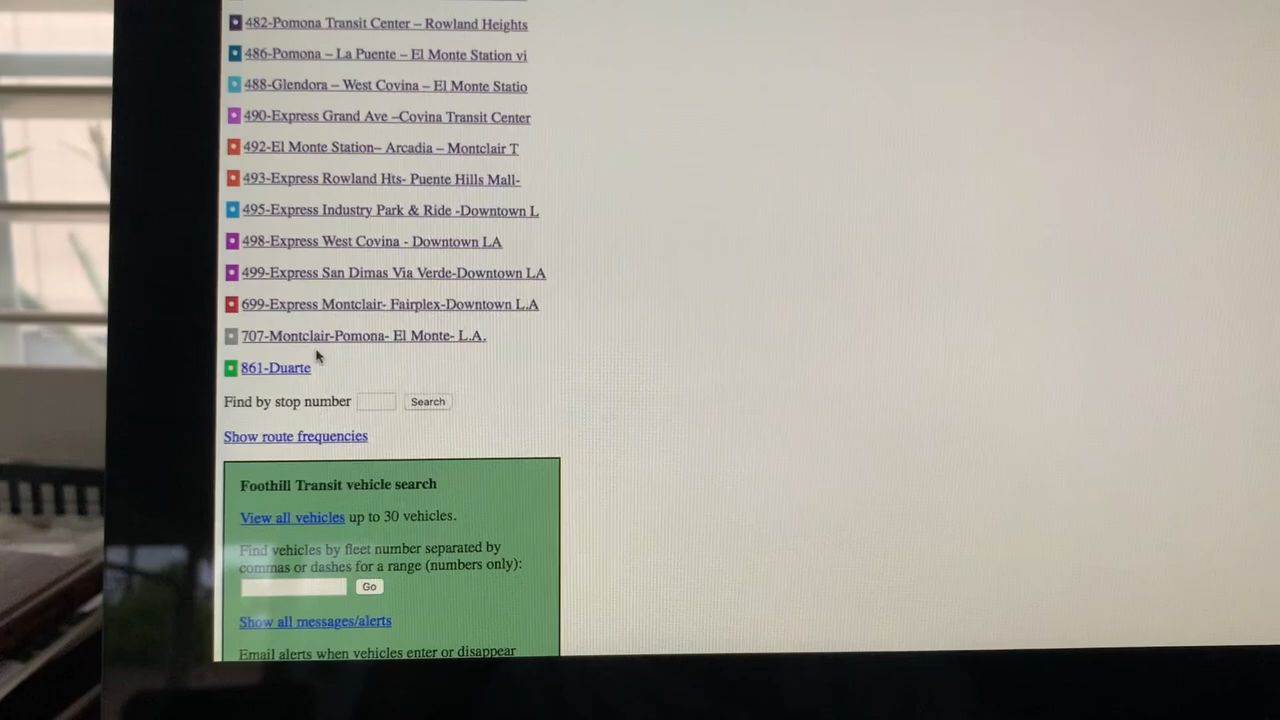 482-Pomona Transit Center – Rowland Heights
486-Pomona – La Puente – El Monte Station vi
488-Glendora – West Covina – El Monte Statio
490-Express Grand Ave –Covina Transit Center
492-El Monte Station– Arcadia – Montclair T
493-Express Rowland Hts- Puente Hills Mall-
495-Express Industry Park & Ride -Downtown L
498-Express West Covina - Downtown LA
499-Express San Dimas Via Verde-Downtown LA
699-Express Montclair- Fairplex-Downtown L.A
707-Montclair-Pomona- El Monte- L.A.
861-Duarte
Find by stop number Search
Show route frequencies
Foothill Transit vehicle search
View all vehicles up to 30 vehicles.
Find vehicles by fleet number separated by
commas or dashes for a range (numbers only):
Go
Show all messages/alerts
Email alerts when vehicles enter or disappear